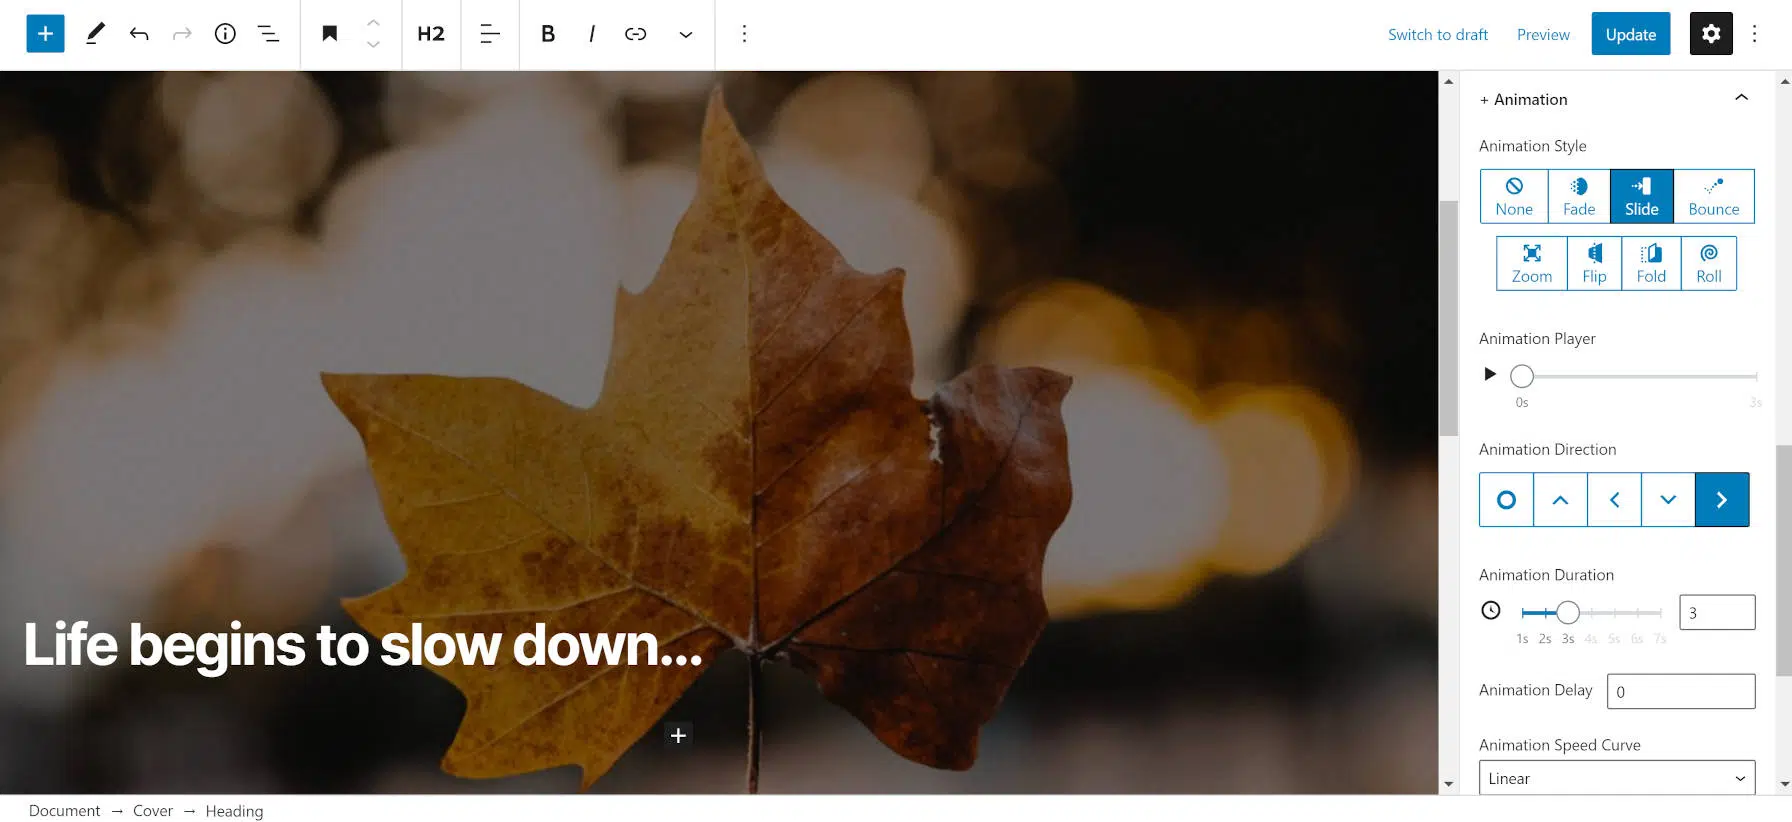 H2 B I Switch to draft Preview Update
+ Animation
Animation Style
None Fade Slide Bounce
Zoom Flip Fold Roll
Animation Player
0s 3s
Animation Direction
Animation Duration
3
1s 2s 3s 4s 5s 6s 7s
Animation Delay 0
Animation Speed Curve
Linear
Life begins to slow down...
Document → Cover → Heading